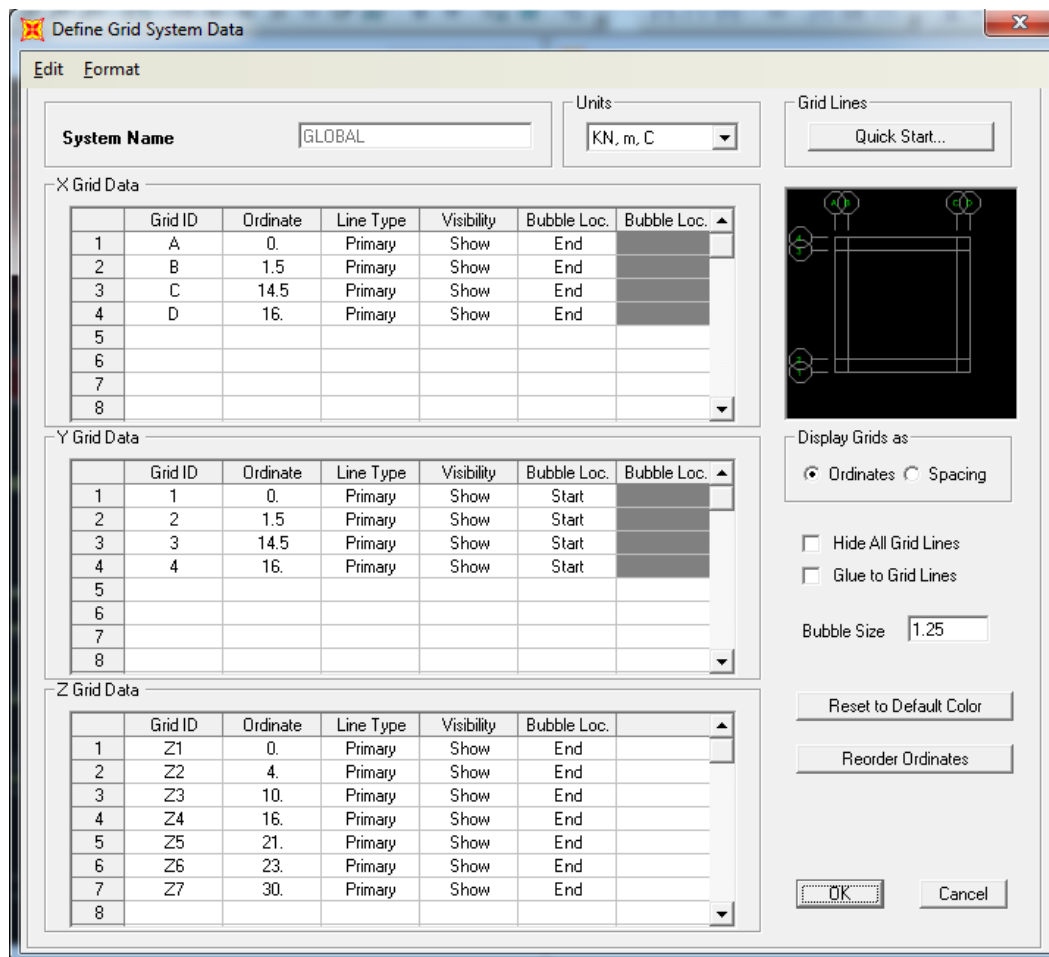 Define Grid System Data
X
Edit Format
Units
Grid Lines
System Name GLOBAL KN, m, C Quick Start...
X Grid Data
Grid ID Ordinate Line Type Visibility Bubble Loc. Bubble Loc.
1 A 0. Primary Show End
2 B 1.5 Primary Show End
3 C 14.5 Primary Show End
4 D 16. Primary Show End
5
6
7
8
A B C D
4
3
2
1
Y Grid Data
Grid ID Ordinate Line Type Visibility Bubble Loc. Bubble Loc.
1 1 0. Primary Show Start
2 2 1.5 Primary Show Start
3 3 14.5 Primary Show Start
4 4 16. Primary Show Start
5
6
7
8
Display Grids as
Ordinates Spacing
Hide All Grid Lines
Glue to Grid Lines
Bubble Size 1.25
Z Grid Data
Grid ID Ordinate Line Type Visibility Bubble Loc.
1 Z1 0. Primary Show End
2 Z2 4. Primary Show End
3 Z3 10. Primary Show End
4 Z4 16. Primary Show End
5 Z5 21. Primary Show End
6 Z6 23. Primary Show End
7 Z7 30. Primary Show End
8
Reset to Default Color
Reorder Ordinates
OK Cancel